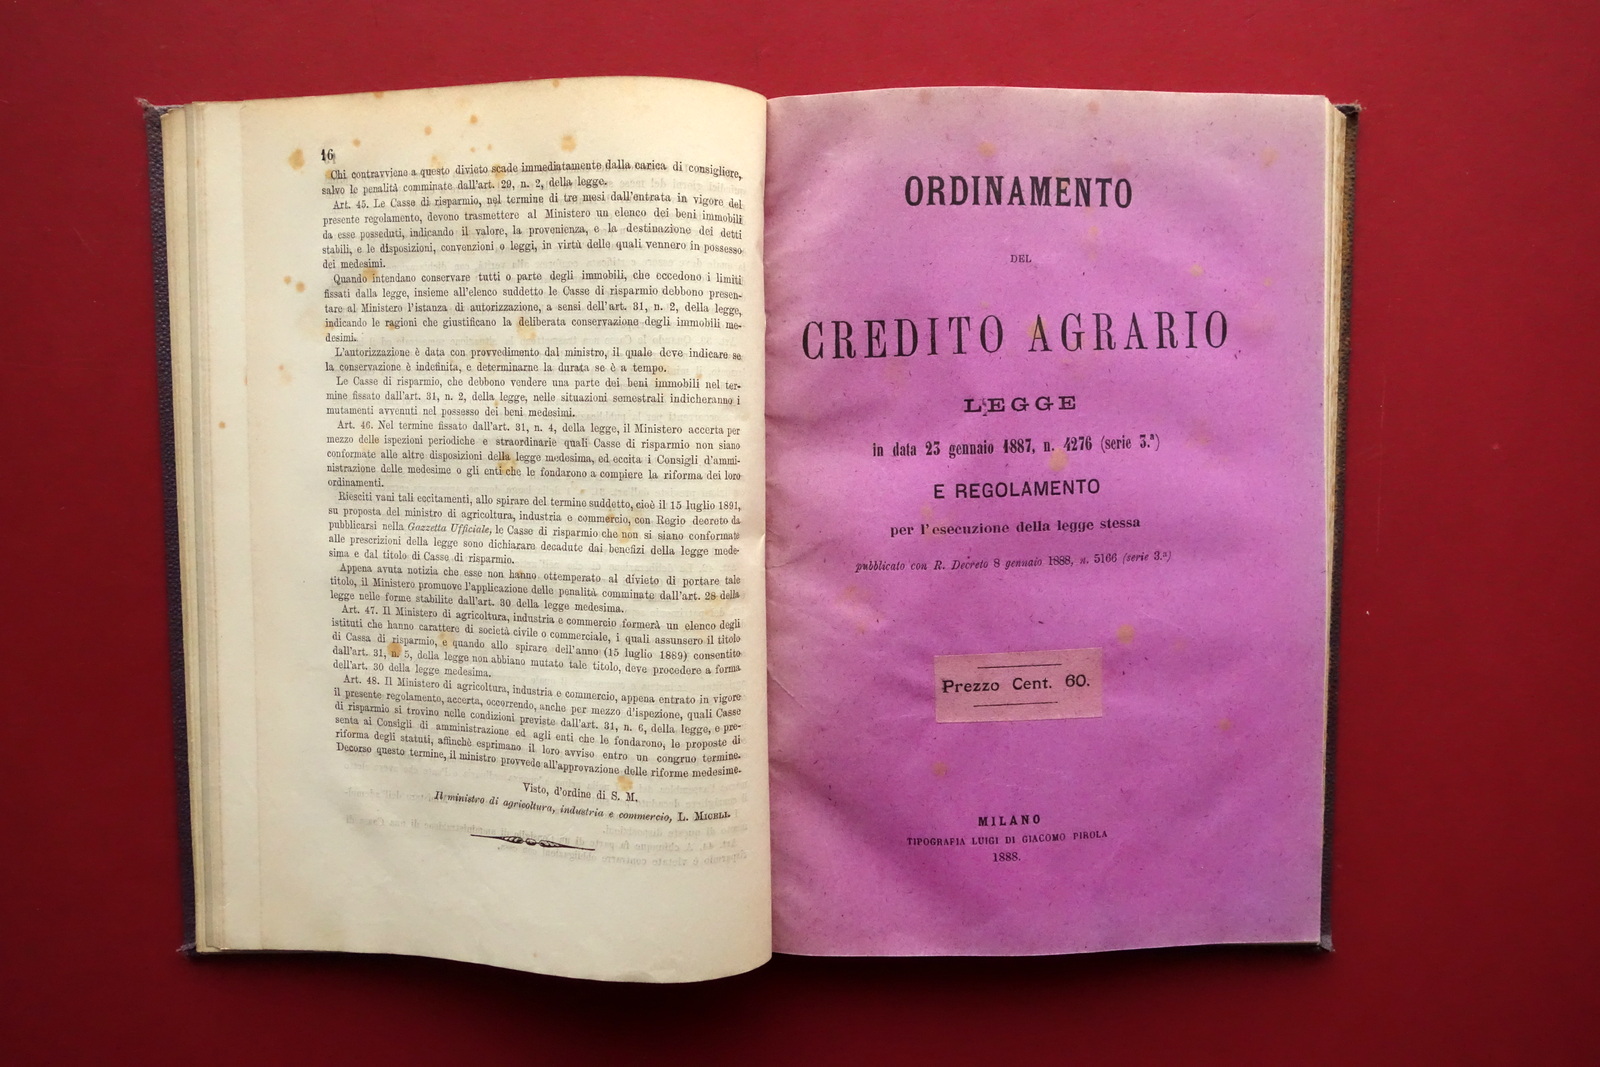 16
Chi contravviene a questo divieto scade immediatamente dalla carica di consigliere,
salvo le penalità comminate dall'art. 29, n. 2, della legge.
Art. 45. Le Casse di risparmio, nel termine di tre mesi dall'entrata in vigore del
presente regolamento, devono trasmettere al Ministero un elenco dei beni immobili
da esse posseduti, indicando il valore, la provenienza, e la destinazione dei detti
stabili, e le disposizioni, convenzioni o leggi, in virtù delle quali vennero in possesso
dei medesimi.
Quando intendano conservare tutti o parte degli immobili, che eccedono i limiti
fissati dalla legge, insieme all'elenco suddetto le Casse di risparmio debbono presen-
tare al Ministero l'istanza di autorizzazione, a sensi dell'art. 31, n. 2, della legge,
indicando le ragioni che giustificano la deliberata conservazione degli immobili me-
desimi.
L'autorizzazione è data con provvedimento dal ministro, il quale deve indicare se
la conservazione è indefinita, e determinarne la durata se è a tempo.
Le Casse di risparmio, che debbono vendere una parte dei beni immobili nel ter-
mine fissato dall'art. 31, n. 2, della legge, nelle situazioni semestrali indicheranno i
mutamenti avvenuti nel possesso dei beni medesimi.
Art. 46. Nel termine fissato dall'art. 31, n. 4, della legge, il Ministero accerta per
mezzo delle ispezioni periodiche e straordinarie quali Casse di risparmio non siano
conformate alle altre disposizioni della legge medesima, ed eccita i Consigli d'ammi-
nistrazione delle medesime o gli enti che le fondarono a compiere la riforma dei loro
ordinamenti.
Riesciti vani tali eccitamenti, allo spirare del termine suddetto, cioè il 15 luglio 1891,
su proposta del ministro di agricoltura, industria e commercio, con Regio decreto da
pubblicarsi nella Gazzetta Ufficiale, le Casse di risparmio che non si siano conformate
alle prescrizioni della legge sono dichiarate decadute dai benefizi della legge mede-
sima e dal titolo di Casse di risparmio.
Appena avuta notizia che esse non hanno ottemperato al divieto di portare tale
titolo, il Ministero promuove l'applicazione delle penalità comminate dall'art. 28 della
legge nelle forme stabilite dall'art. 30 della legge medesima.
Art. 47. Il Ministero di agricoltura, industria e commercio formerà un elenco degli
istituti che hanno carattere di società civile o commerciale, i quali assunsero il titolo
di Cassa di risparmio, e quando allo spirare dell'anno (15 luglio 1889) consentito
dall'art. 31, n. 5, della legge non abbiano mutato tale titolo, deve procedere a forma
dell'art. 30 della legge medesima.
Art. 48. Il Ministero di agricoltura, industria e commercio, appena entrato in vigore
il presente regolamento, accerta, occorrendo, anche per mezzo d'ispezione, quali Casse
di risparmio si trovino nelle condizioni previste dall'art. 31, n. 6, della legge, e pre-
senta ai Consigli di amministrazione ed agli enti che le fondarono, le proposte di
riforma degli statuti, affinchè esprimano il loro avviso entro un congruo termine.
Decorso questo termine, il ministro provvede all'approvazione delle riforme medesime.
Visto, d'ordine di S. M.
Il ministro di agricoltura, industria e commercio, L. MICELI.
ORDINAMENTO
DEL
CREDITO AGRARIO
LEGGE
in data 23 gennaio 1887, n. 4276 (serie 3.ª)
E REGOLAMENTO
per l'esecuzione della legge stessa
pubblicato con R. Decreto 8 gennaio 1888, n. 5166 (serie 3.ª)
Prezzo Cent. 60.
MILANO
TIPOGRAFIA LUIGI DI GIACOMO PIROLA
1888.